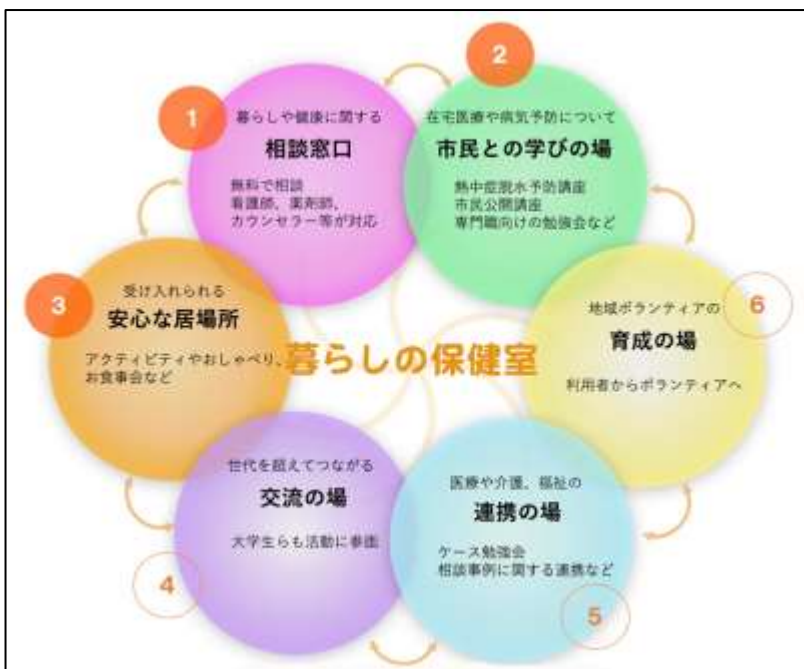 1
暮らしや健康に関する
相談窓口
無料で相談
看護師、薬剤師、
カウンセラー等が対応
2
在宅医療や病気予防について
市民との学びの場
熱中症脱水予防講座
市民公開講座
専門職向けの勉強会など
3
受け入れられる
安心な居場所
アクティビティやおしゃべり、
お食事会など
暮らしの保健室
6
地域ボランティアの
育成の場
利用者からボランティアへ
世代を超えてつながる
交流の場
大学生らも活動に参画
4
医療や介護、福祉の
連携の場
ケース勉強会
相談事例に関する連携など
5